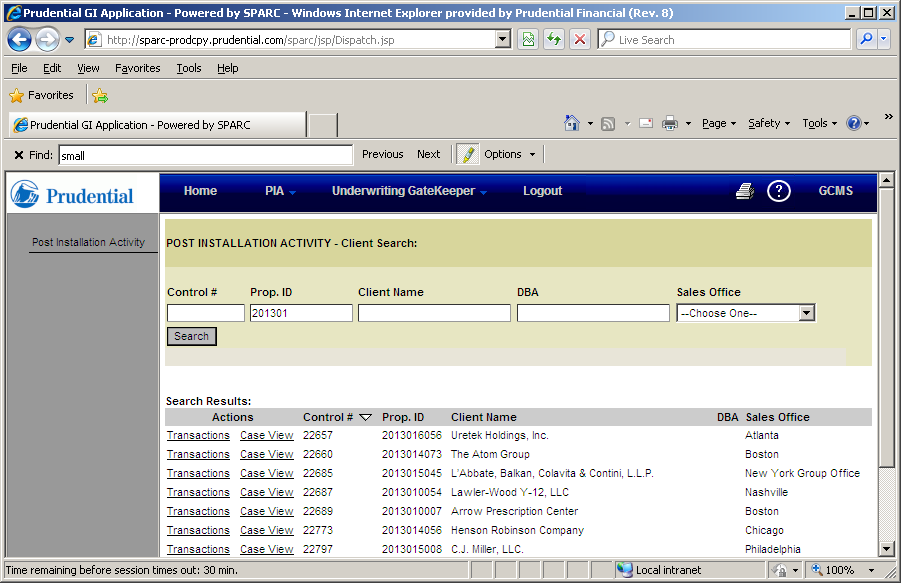 Prudential GI Application - Powered by SPARC - Windows Internet Explorer provided by Prudential Financial (Rev. 8)
http://sparc-prodcpy.prudential.com/sparc/jsp/Dispatch.jsp Live Search
File Edit View Favorites Tools Help
Favorites
Prudential GI Application - Powered by SPARC Page Safety Tools »
Find: small Previous Next Options
Prudential Home PIA Underwriting GateKeeper Logout ? GCMS
Post Installation Activity
POST INSTALLATION ACTIVITY - Client Search:
Control # Prop. ID Client Name DBA Sales Office
201301 --Choose One--
Search
Search Results:
Actions Control # Prop. ID Client Name DBA Sales Office
Transactions Case View 22657 2013016056 Uretek Holdings, Inc. Atlanta
Transactions Case View 22660 2013014073 The Atom Group Boston
Transactions Case View 22685 2013015045 L'Abbate, Balkan, Colavita & Contini, L.L.P. New York Group Office
Transactions Case View 22687 2013010054 Lawler-Wood Y-12, LLC Nashville
Transactions Case View 22689 2013010007 Arrow Prescription Center Boston
Transactions Case View 22773 2013014056 Henson Robinson Company Chicago
Transactions Case View 22797 2013015008 C.J. Miller, LLC. Philadelphia
Time remaining before session times out: 30 min. Local intranet 100%